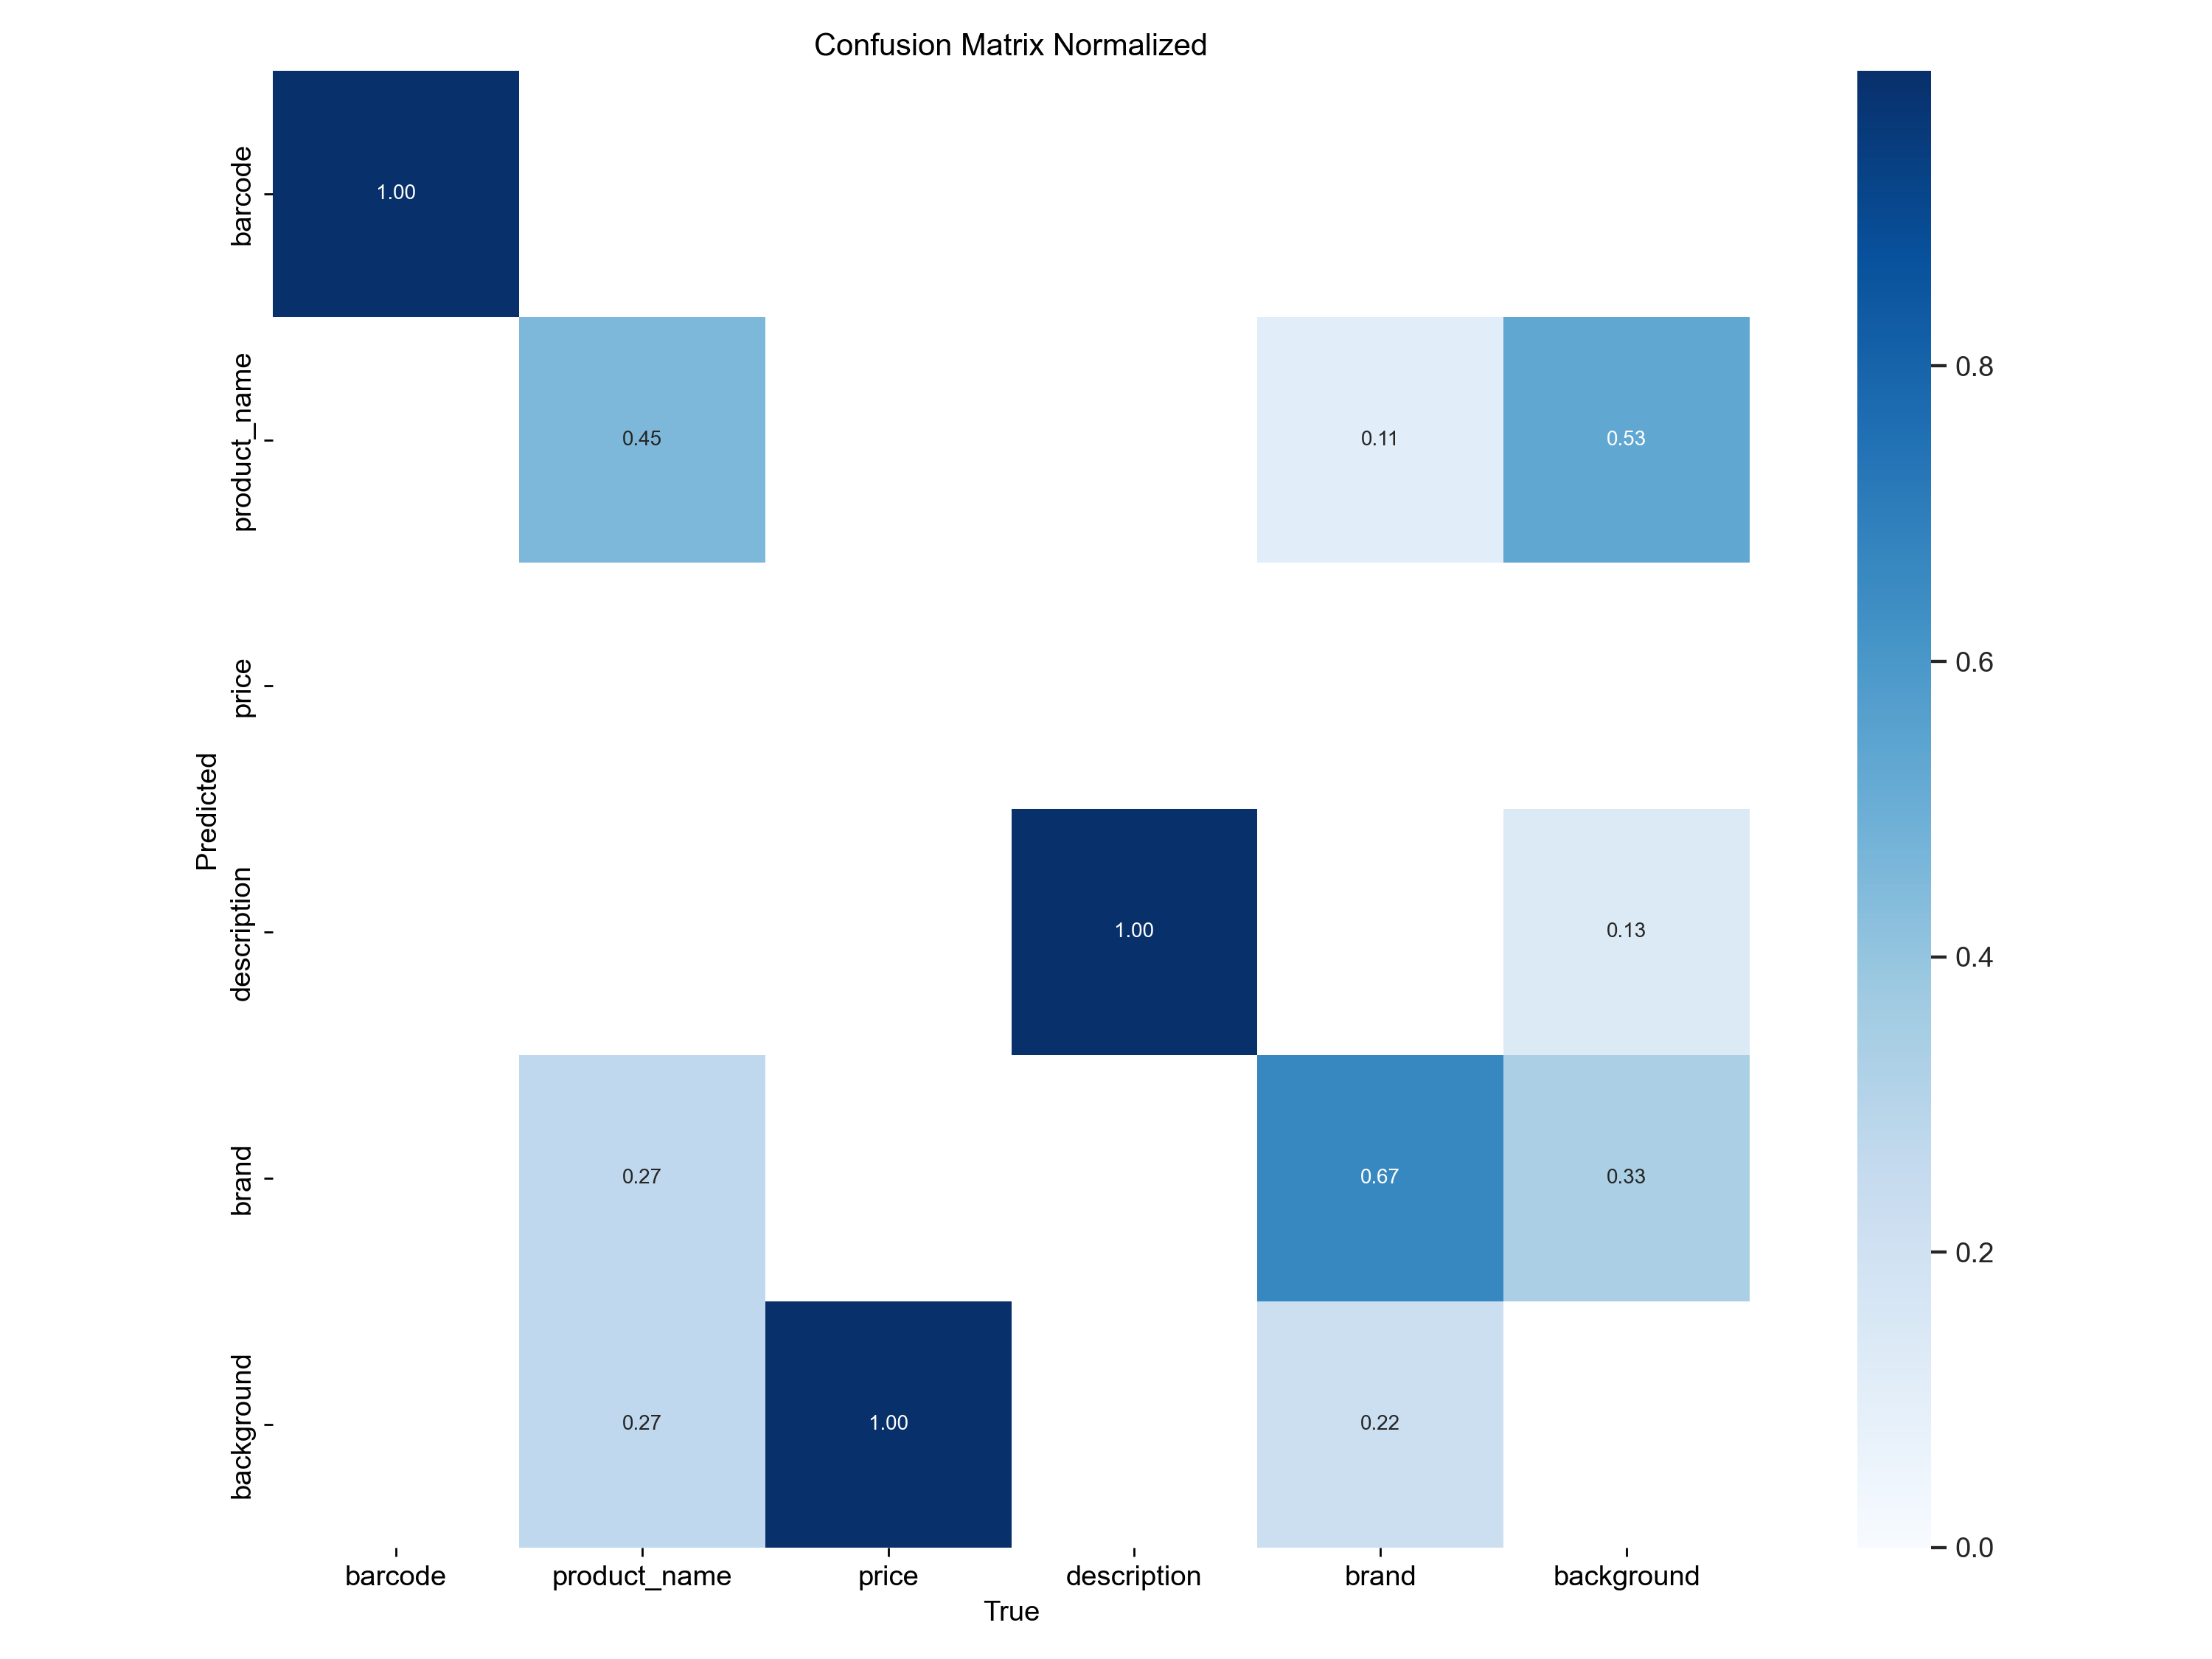 Confusion Matrix Normalized
barcode
1.00
product_name
0.45
0.11
0.53
price
description
1.00
0.13
brand
0.27
0.67
0.33
background
0.27
1.00
0.22
Predicted
barcode
product_name
price
description
brand
background
True
0.8
0.6
0.4
0.2
0.0